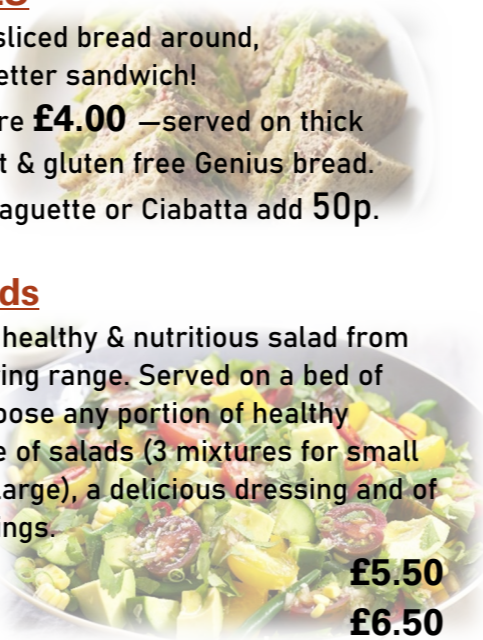 sliced bread around,
etter sandwich!
re £4.00 —served on thick
t & gluten free Genius bread.
aguette or Ciabatta add 50p.
ds
healthy & nutritious salad from
ing range. Served on a bed of
oose any portion of healthy
e of salads (3 mixtures for small
arge), a delicious dressing and of
ings.
£5.50
£6.50